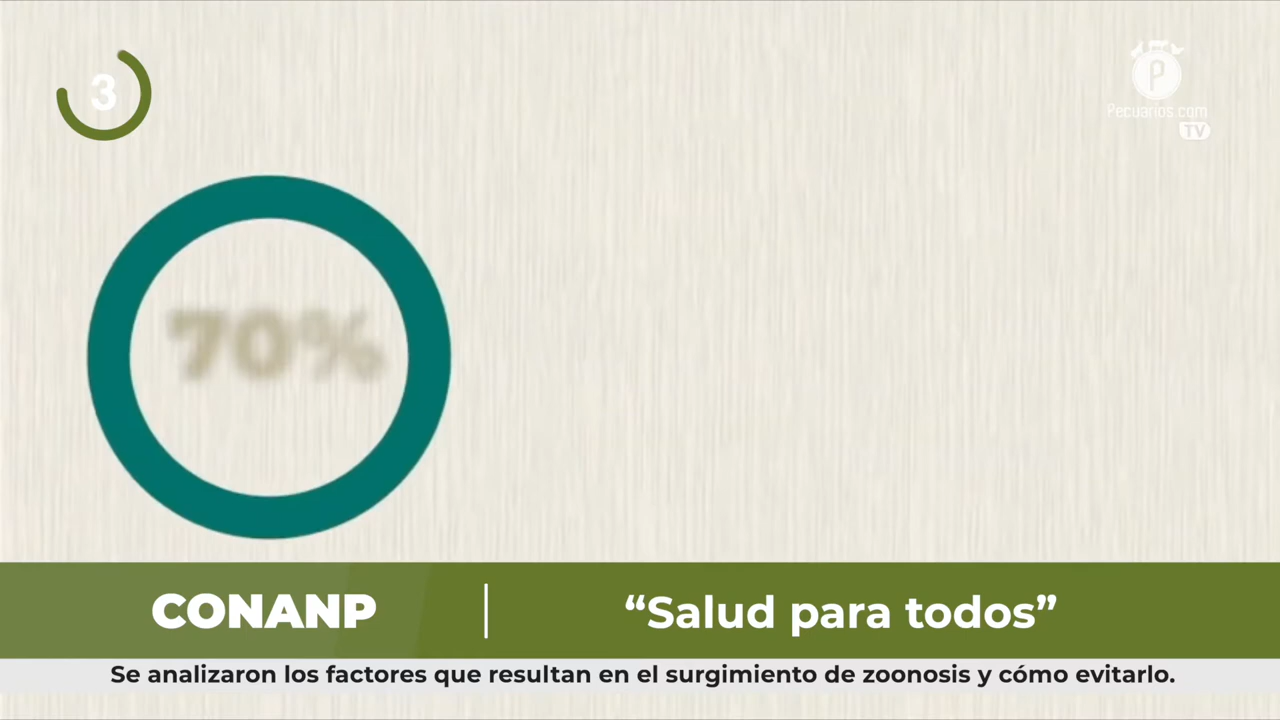 3
Pecuarios.com
TV
70%
CONANP
“Salud para todos”
Se analizaron los factores que resultan en el surgimiento de zoonosis y cómo evitarlo.